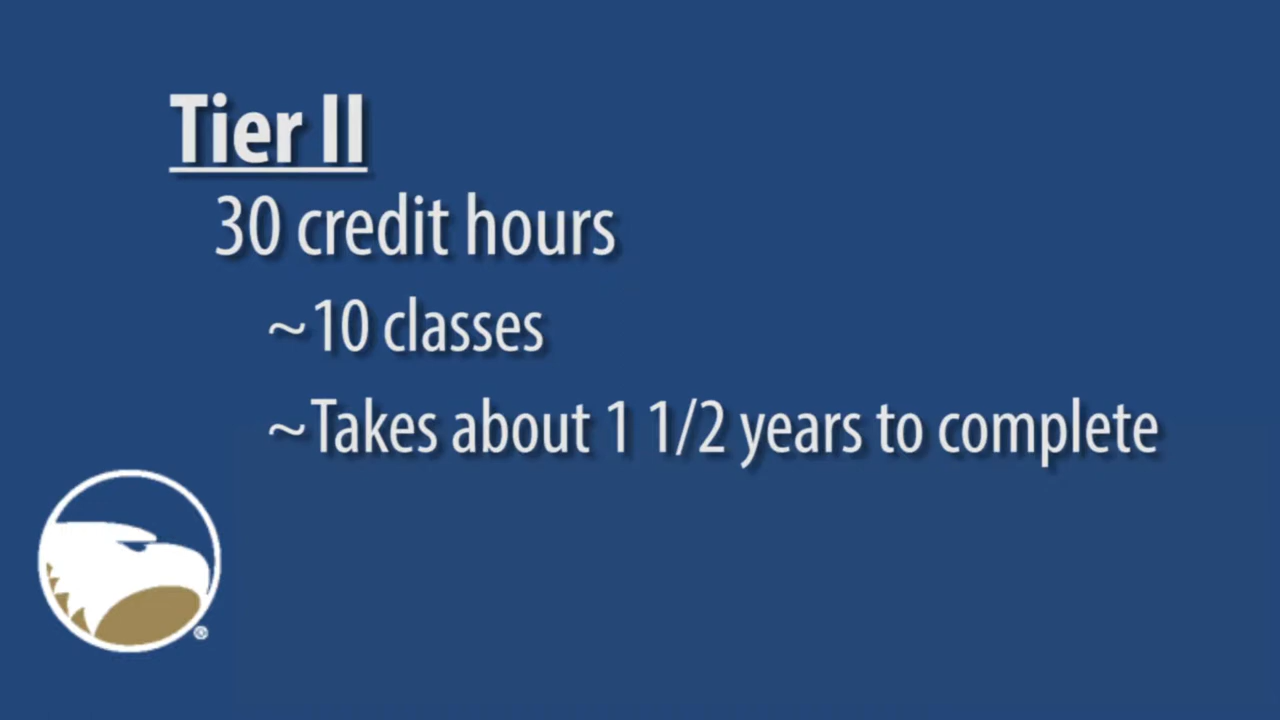 Tier II
30 credit hours
~10 classes
~Takes about 1 1/2 years to complete
®